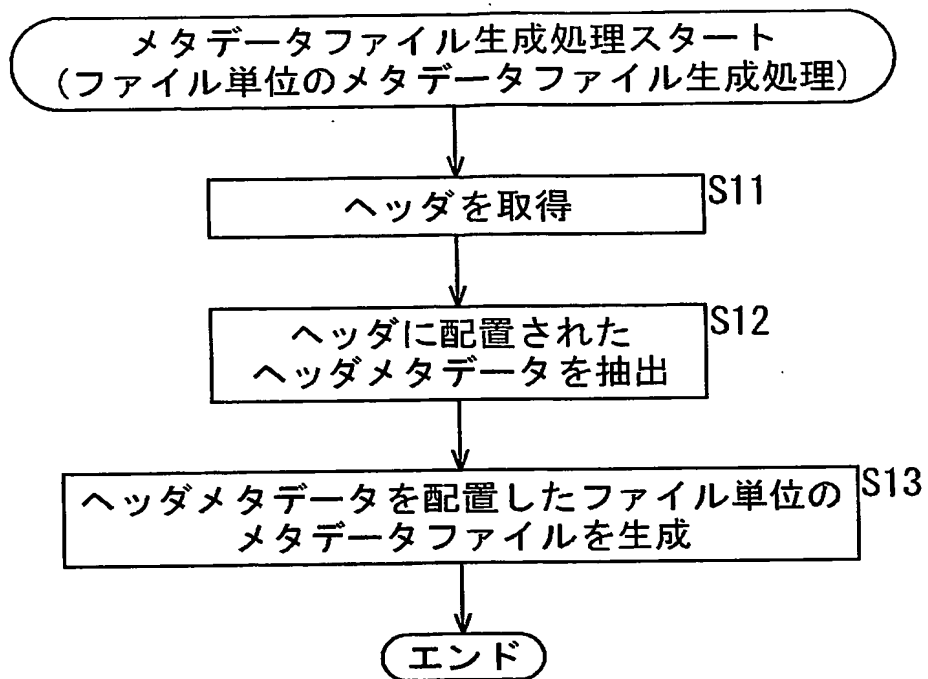 メタデータファイル生成処理スタート
(ファイル単位のメタデータファイル生成処理)
ヘッダを取得
S11
ヘッダに配置された
ヘッダメタデータを抽出
S12
ヘッダメタデータを配置したファイル単位の
メタデータファイルを生成
S13
エンド